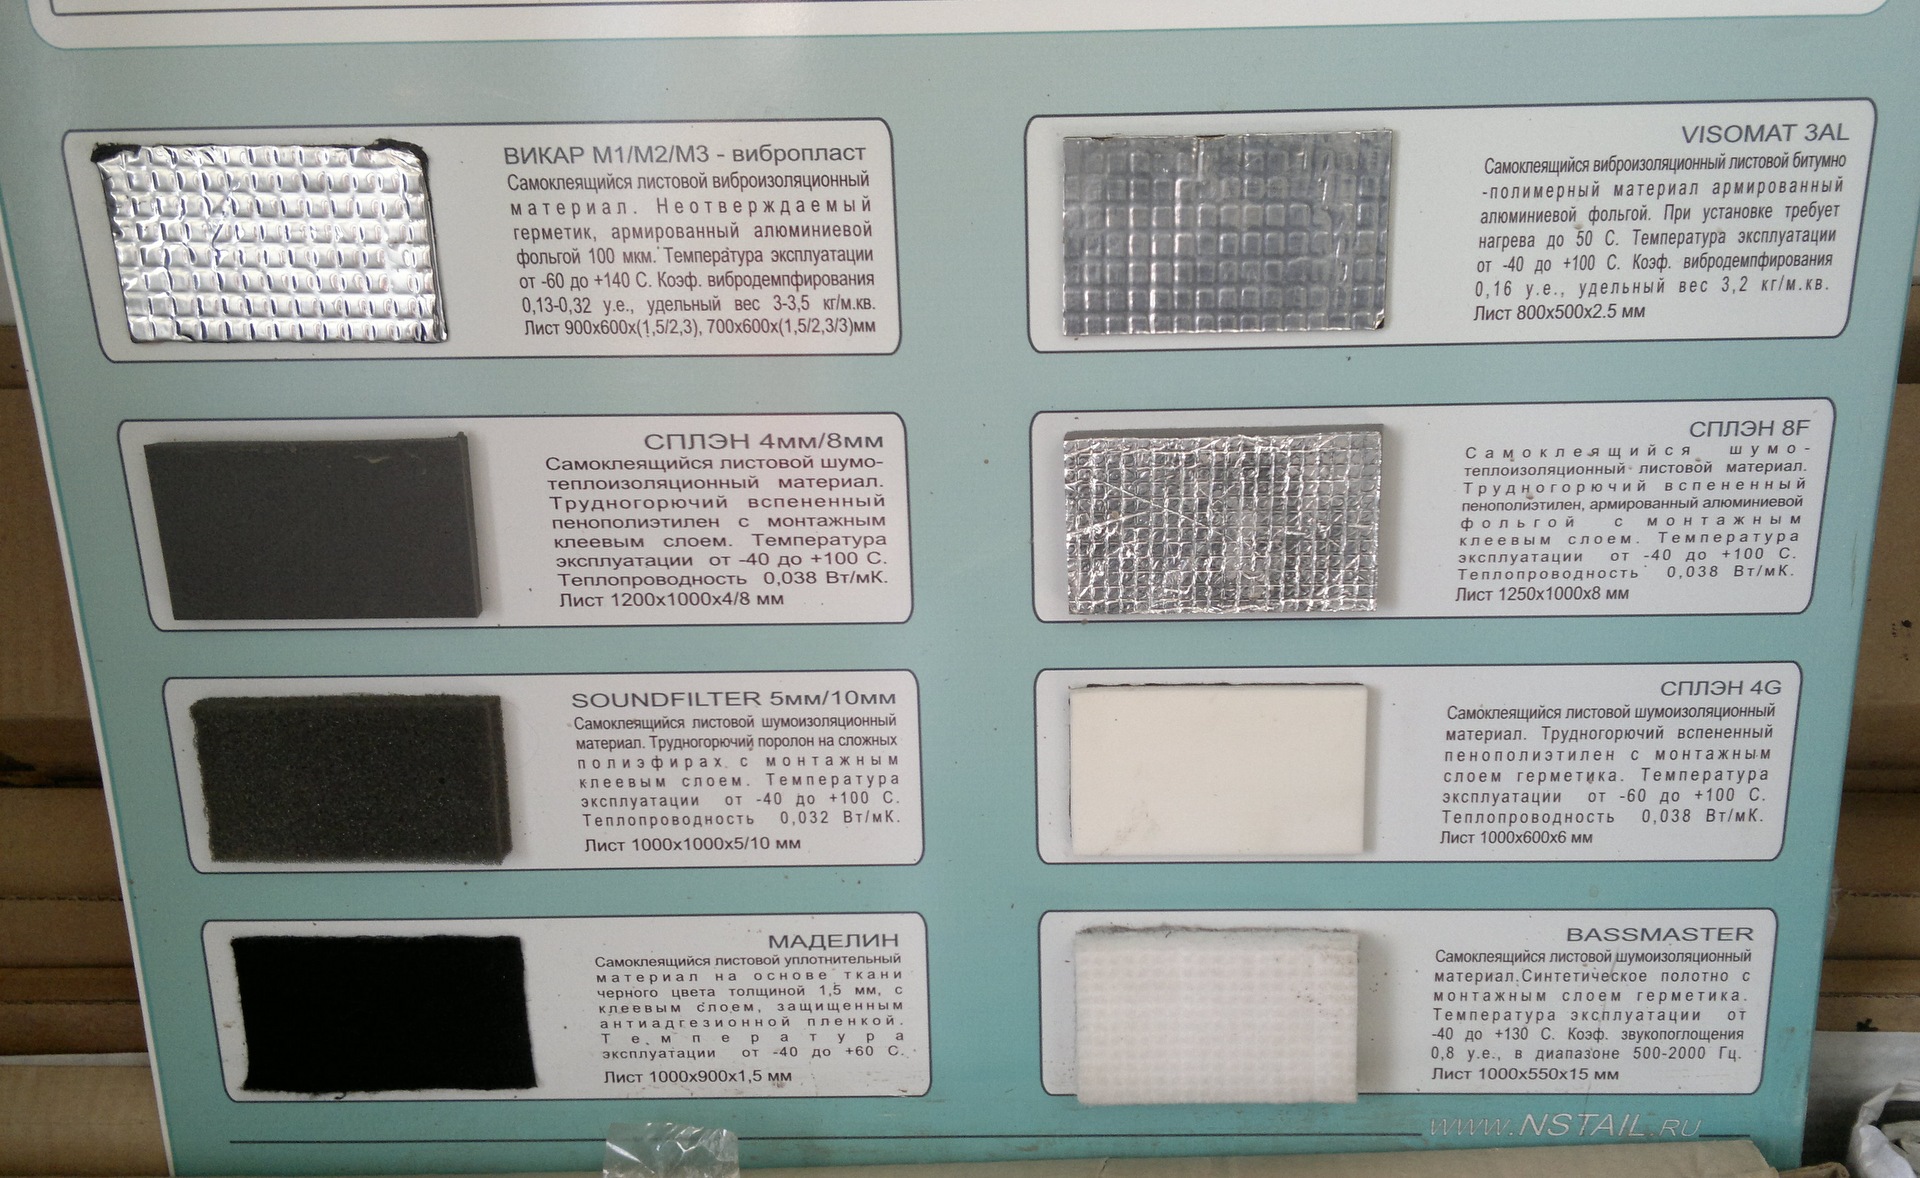 ВИКАР М1/М2/М3 - вибропласт
Самоклеящийся листовой виброизоляционный
материал. Неотверждаемый
герметик, армированный алюминиевой
фольгой 100 мкм. Температура эксплуатации
от -60 до +140 С. Коэф. вибродемпфирования
0,13-0,32 у.е., удельный вес 3-3,5 кг/м.кв.
Лист 900х600х(1,5/2,3), 700х600х(1,5/2,3/3)мм
VISOMAT 3AL
Самоклеящийся виброизоляционный листовой битумно
-полимерный материал армированный
алюминиевой фольгой. При установке требует
нагрева до 50 С. Температура эксплуатации
от -40 до +100 С. Коэф. вибродемпфирования
0,16 у.е., удельный вес 3,2 кг/м.кв.
Лист 800х500х2.5 мм
СПЛЭН 4мм/8мм
Самоклеящийся листовой шумо-
теплоизоляционный материал.
Трудногорючий вспененный
пенополиэтилен с монтажным
клеевым слоем. Температура
эксплуатации от -40 до +100 С.
Теплопроводность 0,038 Вт/мК.
Лист 1200х1000х4/8 мм
СПЛЭН 8F
Самоклеящийся шумо-
теплоизоляционный листовой материал.
Трудногорючий вспененный
пенополиэтилен, армированный алюминиевой
фольгой с монтажным
клеевым слоем. Температура
эксплуатации от -40 до +100 С.
Теплопроводность 0,038 Вт/мК.
Лист 1250х1000х8 мм
SOUNDFILTER 5мм/10мм
Самоклеящийся листовой шумоизоляционный
материал. Трудногорючий поролон на сложных
полиэфирах с монтажным
клеевым слоем. Температура
эксплуатации от -40 до +100 С.
Теплопроводность 0,032 Вт/мК.
Лист 1000х1000х5/10 мм
СПЛЭН 4G
Самоклеящийся листовой шумоизоляционный
материал. Трудногорючий вспененный
пенополиэтилен с монтажным
слоем герметика. Температура
эксплуатации от -60 до +100 С.
Теплопроводность 0,038 Вт/мК.
Лист 1000х600х6 мм
МАДЕЛИН
Самоклеящийся листовой уплотнительный
материал на основе ткани
черного цвета толщиной 1,5 мм, с
клеевым слоем, защищенным
антиадгезионной пленкой.
Температура
эксплуатации от -40 до +60 С.
Лист 1000х900х1,5 мм
BASSMASTER
Самоклеящийся листовой шумоизоляционный
материал.Синтетическое полотно с
монтажным слоем герметика.
Температура эксплуатации от
-40 до +130 С. Коэф. звукопоглощения
0,8 у.е., в диапазоне 500-2000 Гц.
Лист 1000х550х15 мм
www.NSTAIL.RU